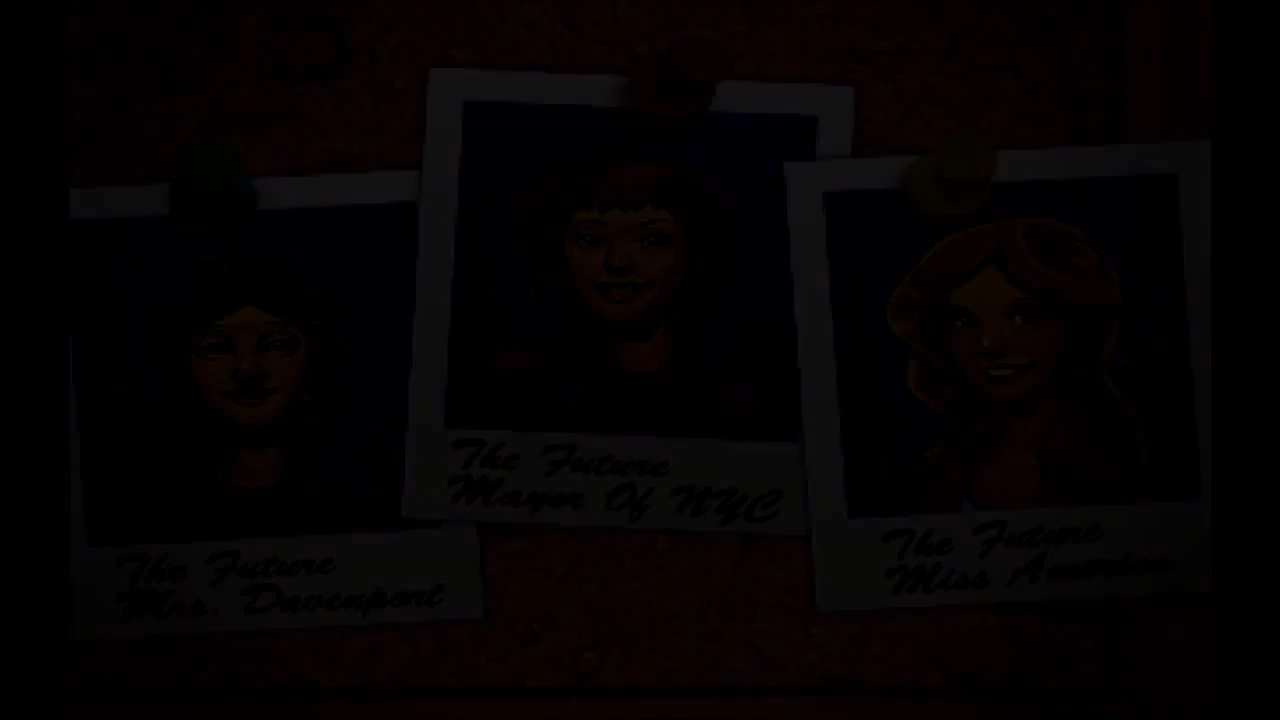 The Future
Mrs. Davenport
The Future
Mayor Of NYC
The Future
Miss America